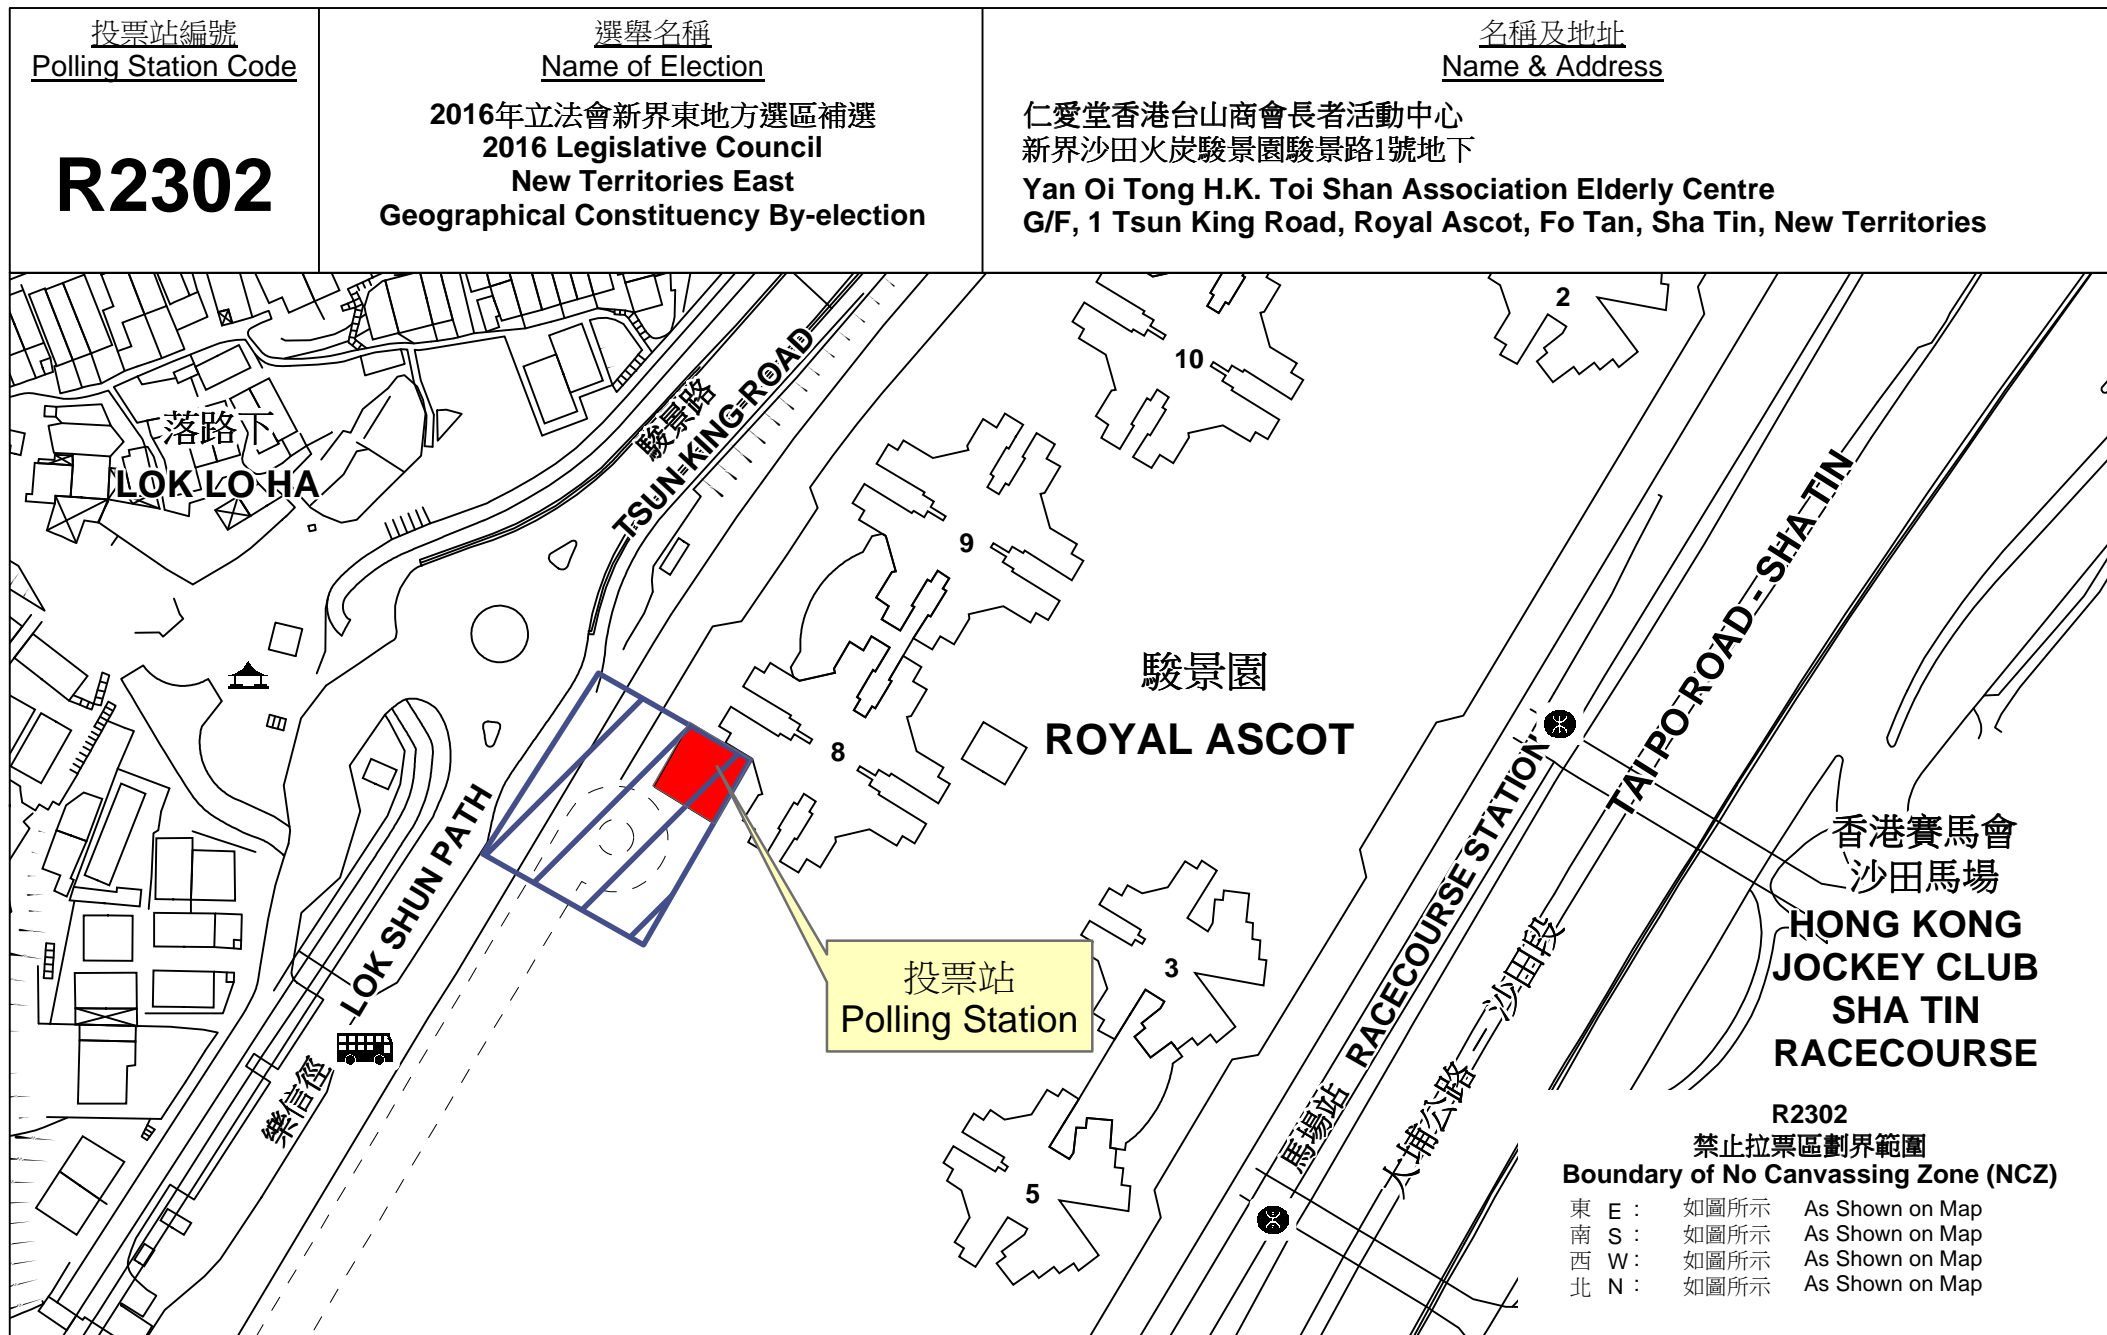 投票站編號
Polling Station Code
R2302
選舉名稱
Name of Election
2016年立法會新界東地方選區補選
2016 Legislative Council
New Territories East
Geographical Constituency By-election
名稱及地址
Name & Address
仁愛堂香港台山商會長者活動中心
新界沙田火炭駿景園駿景路1號地下
Yan Oi Tong H.K. Toi Shan Association Elderly Centre
G/F, 1 Tsun King Road, Royal Ascot, Fo Tan, Sha Tin, New Territories
2
10
駿景路
TSUN KING ROAD
落路下
LOK LO HA
9
駿景園
ROYAL ASCOT
8
TAI PO ROAD - SHA TIN
大埔公路－沙田段
馬場站 RACECOURSE STATION
LOK SHUN PATH
樂信徑
香港賽馬會
沙田馬場
HONG KONG
JOCKEY CLUB
SHA TIN
RACECOURSE
投票站
Polling Station
3
5
R2302
禁止拉票區劃界範圍
Boundary of No Canvassing Zone (NCZ)
東 E : 如圖所示 As Shown on Map
南 S : 如圖所示 As Shown on Map
西 W : 如圖所示 As Shown on Map
北 N : 如圖所示 As Shown on Map